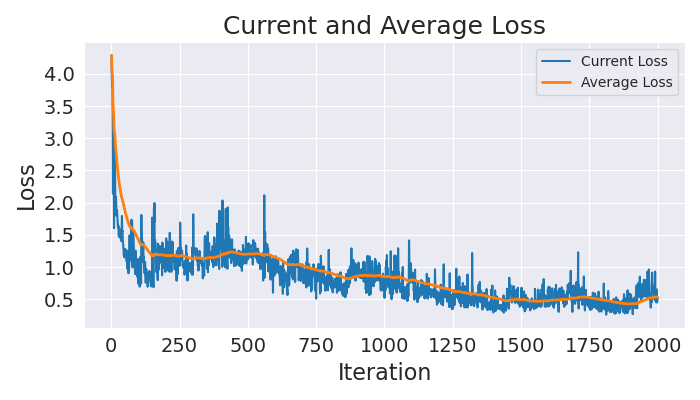 Current and Average Loss
Current Loss
Average Loss
4.0
3.5
3.0
2.5
2.0
1.5
1.0
0.5
Loss
0 250 500 750 1000 1250 1500 1750 2000
Iteration